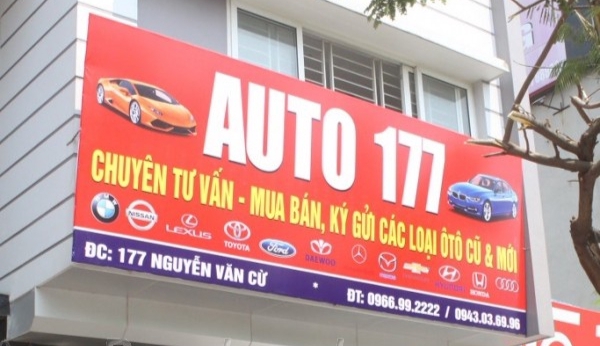 AUTO 177
CHUYÊN TƯ VẤN - MUA BÁN, KÝ GỬI CÁC LOẠI ÔTÔ CŨ & MỚI
NISSAN LEXUS TOYOTA Ford DAEWOO HYUNDAI HONDA
ĐC: 177 NGUYỄN VĂN CỪ * ĐT: 0966.99.2222 / 0943.03.69.96